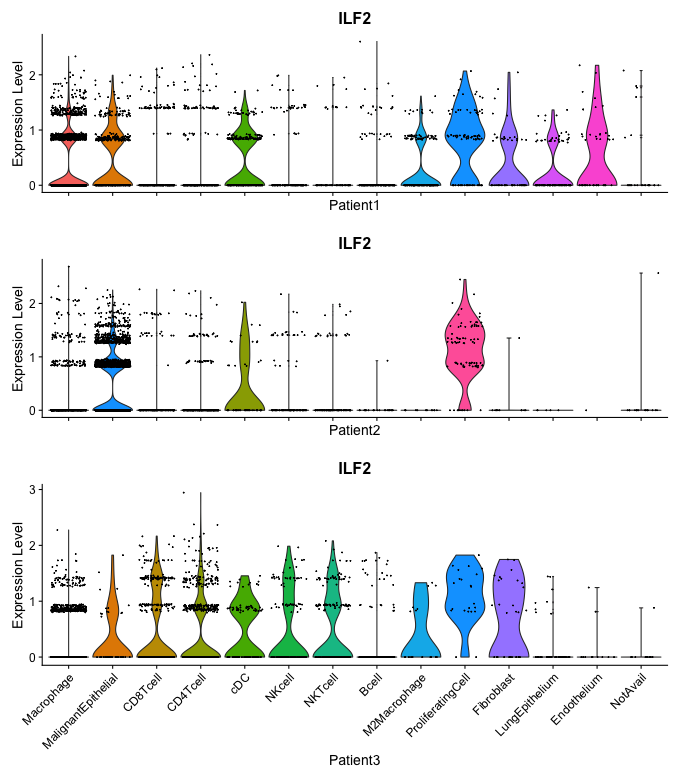 ILF2
Expression Level
2
1
0
Patient1
ILF2
Expression Level
2
1
0
Patient2
ILF2
Expression Level
3
2
1
0
Macrophage
MalignantEpithelial
CD8Tcell
CD4Tcell
cDC
NKcell
NKTcell
Bcell
M2Macrophage
ProliferatingCell
Fibroblast
LungEpithelium
Endothelium
NotAvail
Patient3